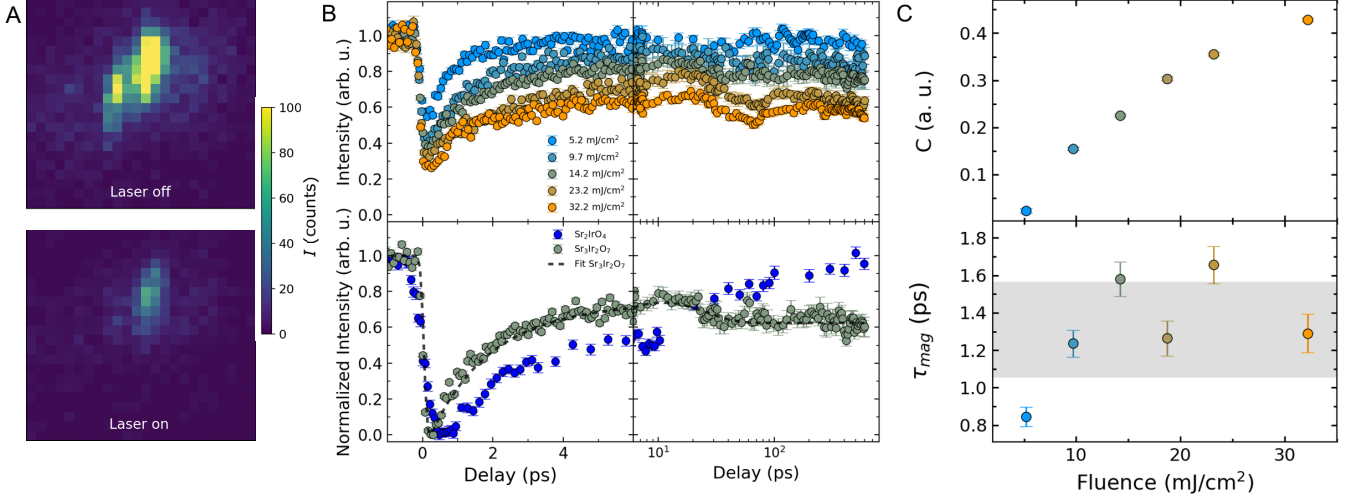 A
Laser off
Laser on
100
80
60
40
20
0
I (counts)
B
Intensity (arb. u.)
1.0
0.8
0.6
0.4
0.2
0.0
5.2 mJ/cm²
9.7 mJ/cm²
14.2 mJ/cm²
23.2 mJ/cm²
32.2 mJ/cm²
Normalized Intensity (arb. u.)
1.0
0.8
0.6
0.4
0.2
0.0
Sr₂IrO₄
Sr₃Ir₂O₇
Fit Sr₃Ir₂O₇
0 2 4 6 10¹ 10²
Delay (ps) Delay (ps)
C
C (a. u.)
0.4
0.3
0.2
0.1
τmag (ps)
1.8
1.6
1.4
1.2
1.0
0.8
10 20 30
Fluence (mJ/cm²)